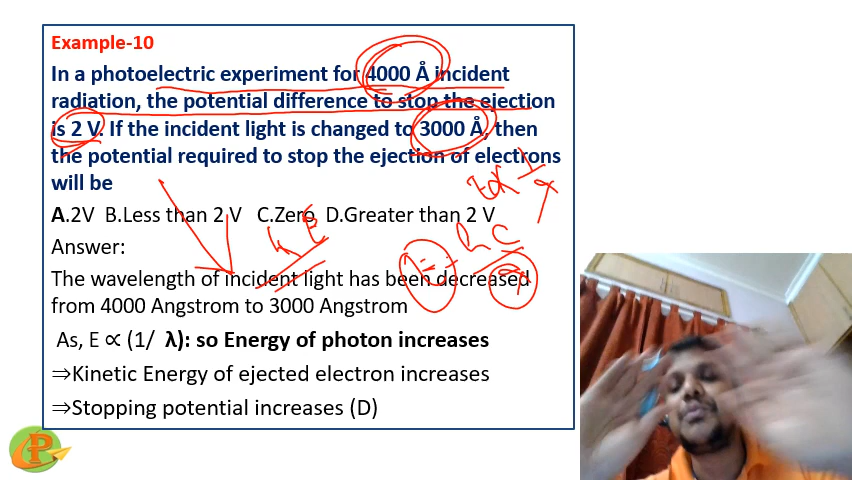 Example-10
In a photoelectric experiment for 4000 Å incident
radiation, the potential difference to stop the ejection
is 2 V. If the incident light is changed to 3000 Å, then
the potential required to stop the ejection of electrons
will be
A.2V B.Less than 2 V C.Zero D.Greater than 2 V
Answer:
The wavelength of incident light has been decreased
from 4000 Angstrom to 3000 Angstrom
As, E ∝ (1/ λ): so Energy of photon increases
⇒Kinetic Energy of ejected electron increases
⇒Stopping potential increases (D)
P